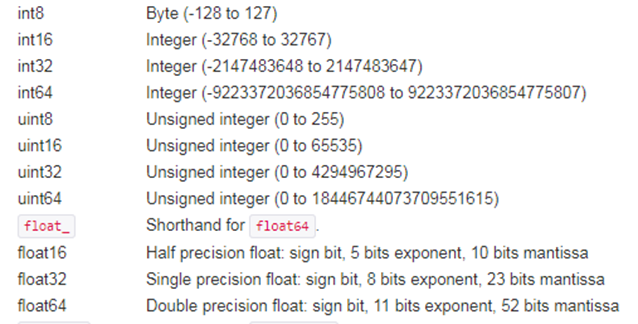 int8 Byte (-128 to 127)
int16 Integer (-32768 to 32767)
int32 Integer (-2147483648 to 2147483647)
int64 Integer (-9223372036854775808 to 9223372036854775807)
uint8 Unsigned integer (0 to 255)
uint16 Unsigned integer (0 to 65535)
uint32 Unsigned integer (0 to 4294967295)
uint64 Unsigned integer (0 to 18446744073709551615)
float_ Shorthand for float64.
float16 Half precision float: sign bit, 5 bits exponent, 10 bits mantissa
float32 Single precision float: sign bit, 8 bits exponent, 23 bits mantissa
float64 Double precision float: sign bit, 11 bits exponent, 52 bits mantissa